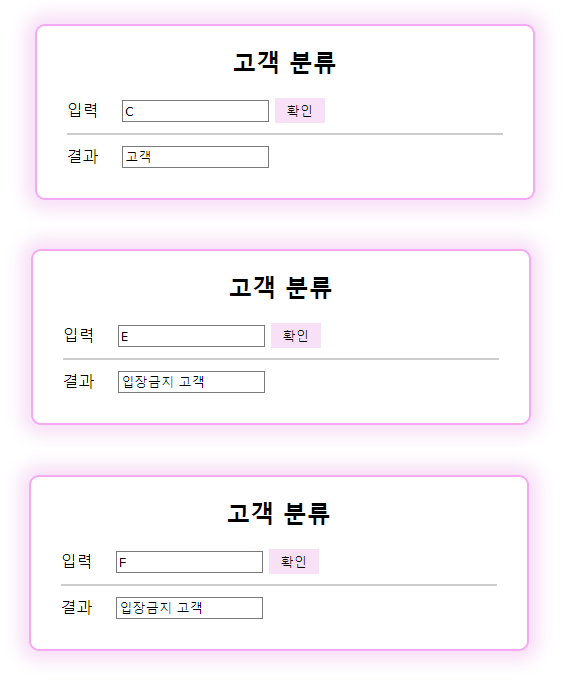 고객 분류
입력 C 확인
결과 고객
고객 분류
입력 E 확인
결과 입장금지 고객
고객 분류
입력 F 확인
결과 입장금지 고객